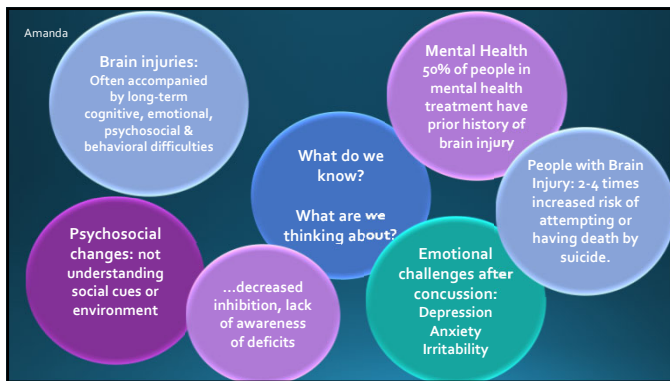 Amanda
Brain injuries:
Often accompanied
by long-term
cognitive, emotional,
psychosocial &
behavioral difficulties
Mental Health
50% of people in
mental health
treatment have
prior history of
brain injury
What do we
know?
What are we
thinking about?
People with Brain
Injury: 2-4 times
increased risk of
attempting or
having death by
suicide.
Psychosocial
changes: not
understanding
social cues or
environment
...decreased
inhibition, lack
of awareness
of deficits
Emotional
challenges after
concussion:
Depression
Anxiety
Irritability